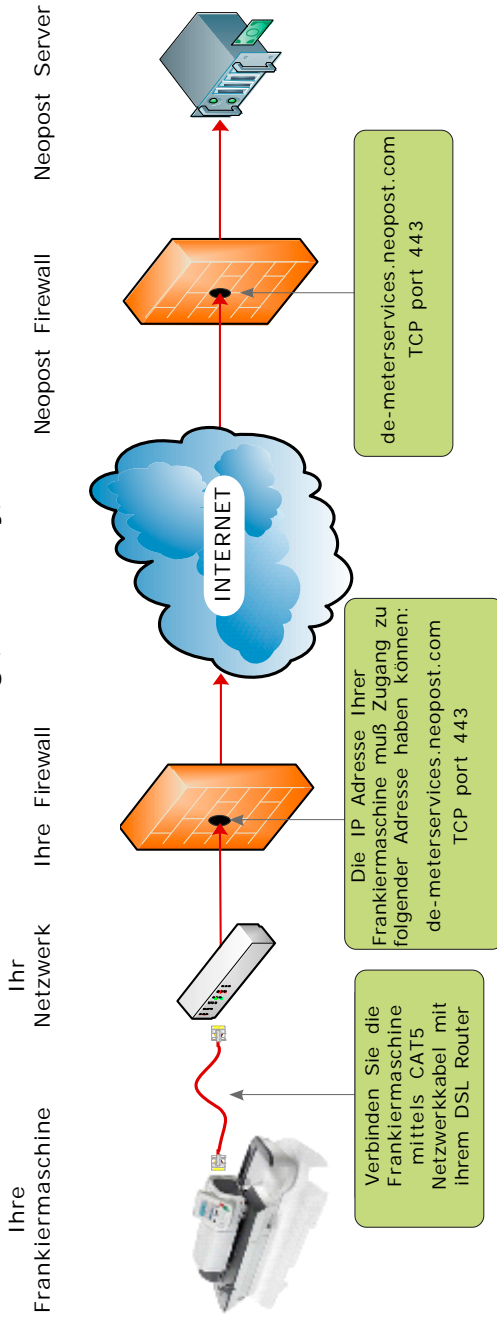 Ihre
Frankiermaschine
Ihr
Netzwerk
Ihre Firewall
Neopost Firewall
Neopost Server
INTERNET
Verbinden Sie die
Frankiermaschine
mittels CAT5
Netzwerkkabel mit
ihrem DSL Router
Die IP Adresse Ihrer
Frankiermaschine muß Zugang zu
folgender Adresse haben können:
de-meterservices.neopost.com
TCP port 443
de-meterservices.neopost.com
TCP port 443